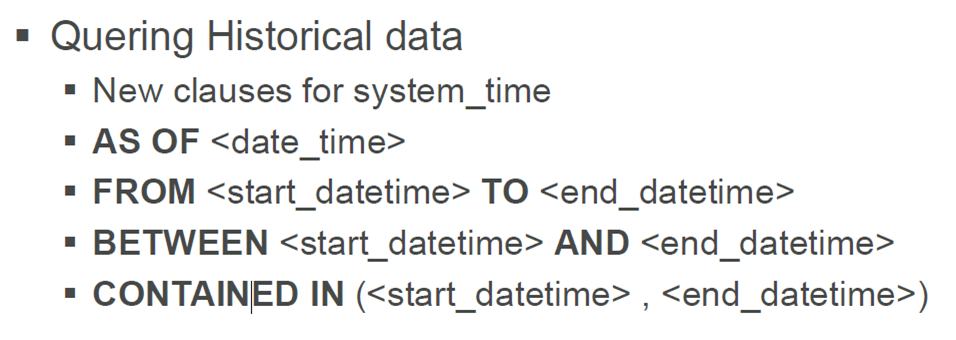 Quering Historical data
New clauses for system_time
AS OF <date_time>
FROM <start_datetime> TO <end_datetime>
BETWEEN <start_datetime> AND <end_datetime>
CONTAINED IN (<start_datetime> , <end_datetime>)